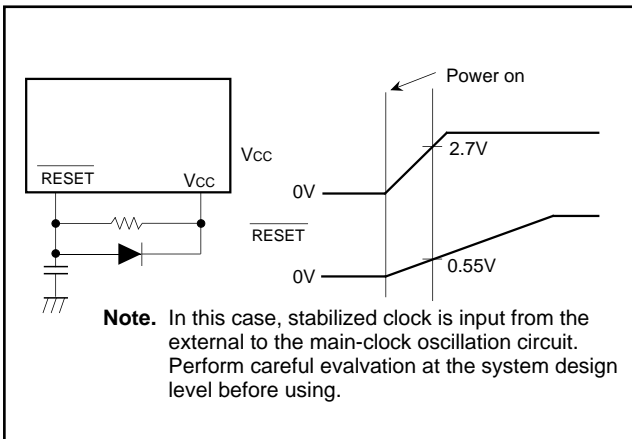 Power on
Vcc
2.7V
RESET
Vcc
0V
RESET
0.55V
0V
Note. In this case, stabilized clock is input from the
external to the main-clock oscillation circuit.
Perform careful evalvation at the system design
level before using.